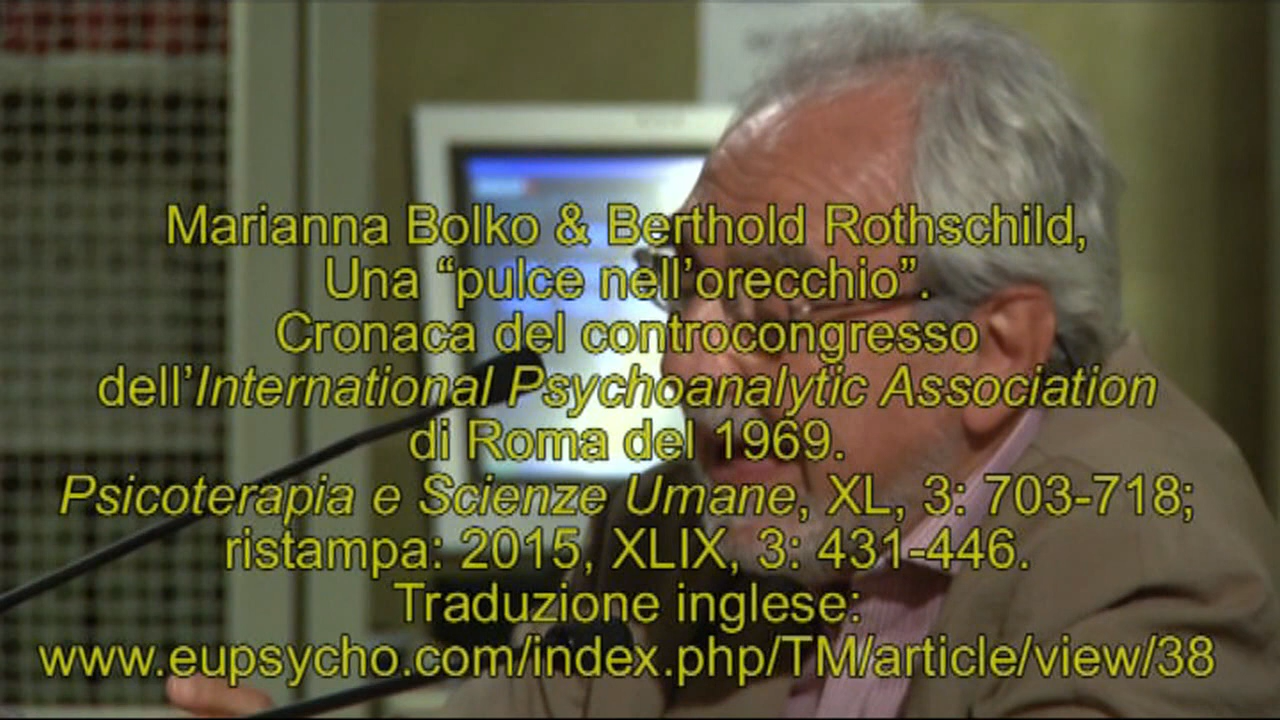 Marianna Bolko & Berthold Rothschild,
Una “pulce nell’orecchio”.
Cronaca del controcongresso
dell’International Psychoanalytic Association
di Roma del 1969.
Psicoterapia e Scienze Umane, XL, 3: 703-718;
ristampa: 2015, XLIX, 3: 431-446.
Traduzione inglese:
www.eupsycho.com/index.php/TM/article/view/38